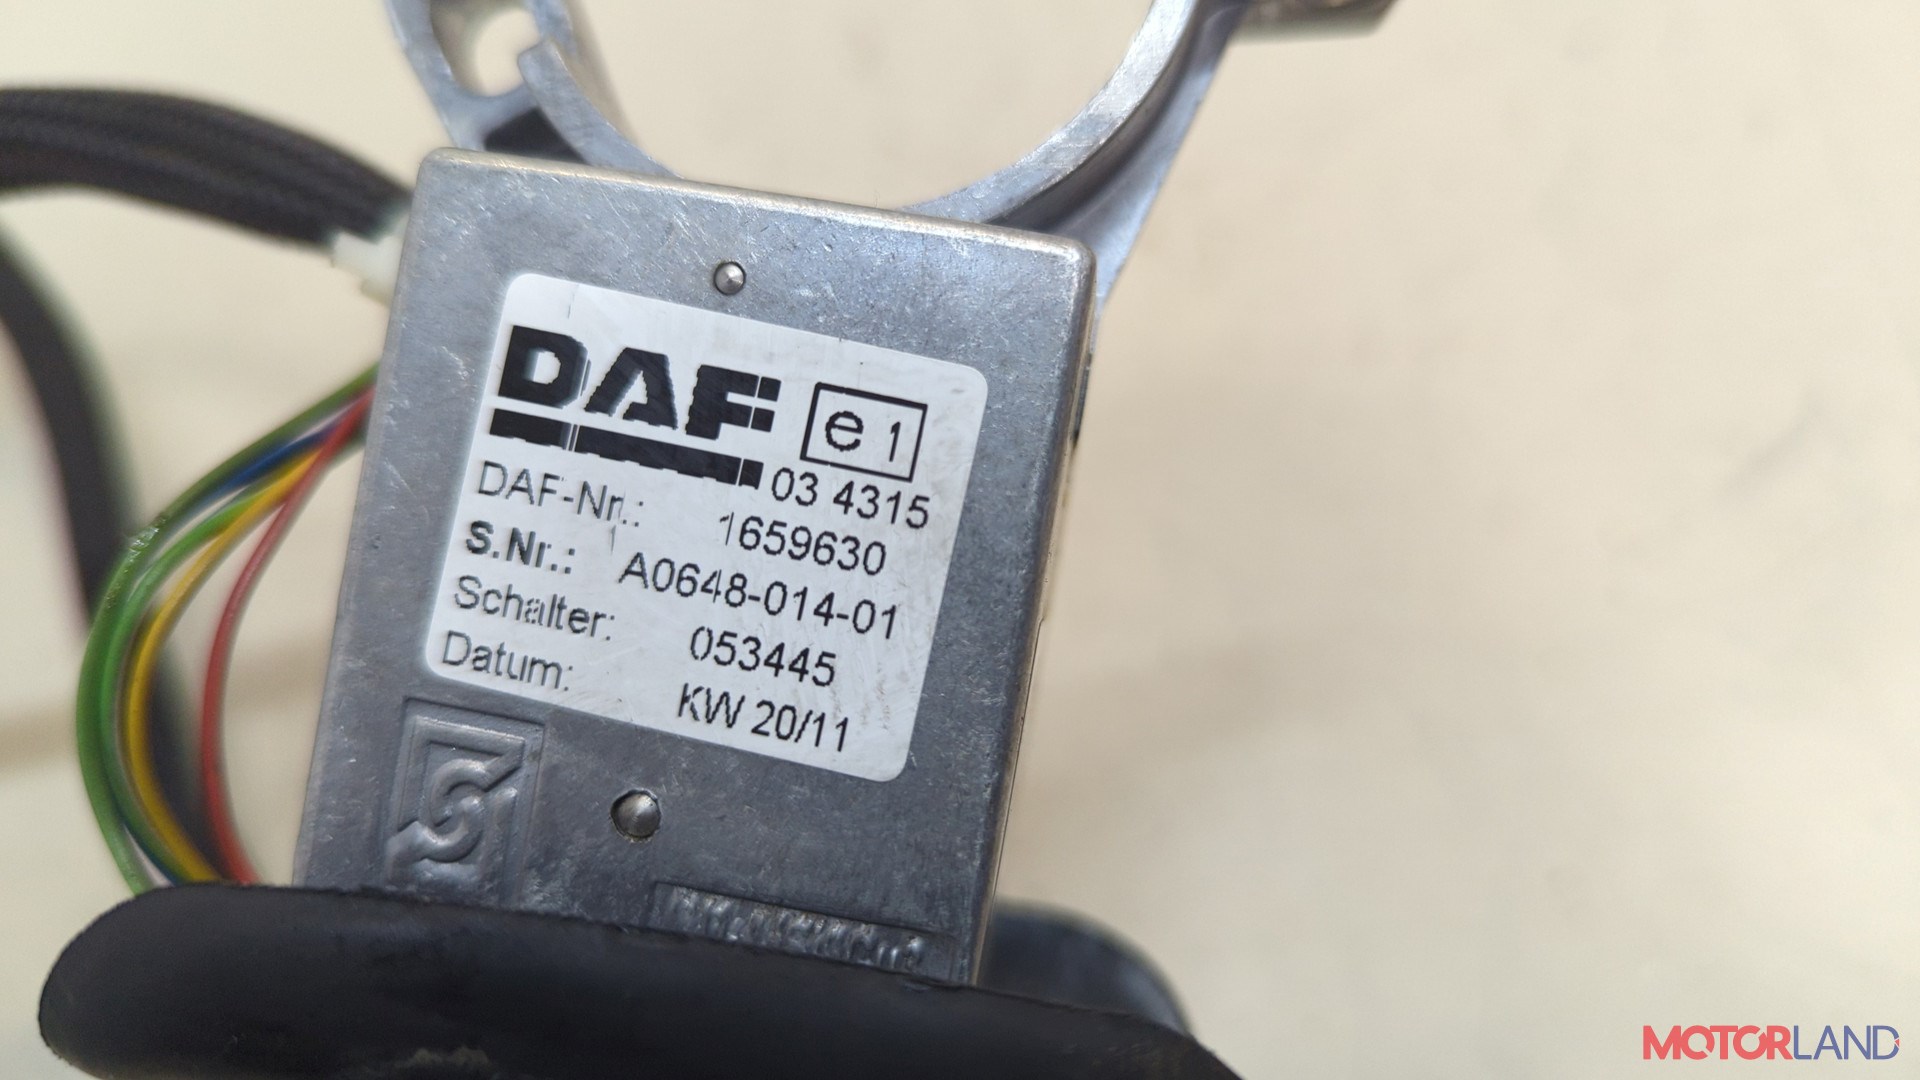 DAF
e 1
03 4315
DAF-Nr.: 1659630
S.Nr.: A0648-014-01
Schalter: 053445
Datum: KW 20/11
MOTORLAND